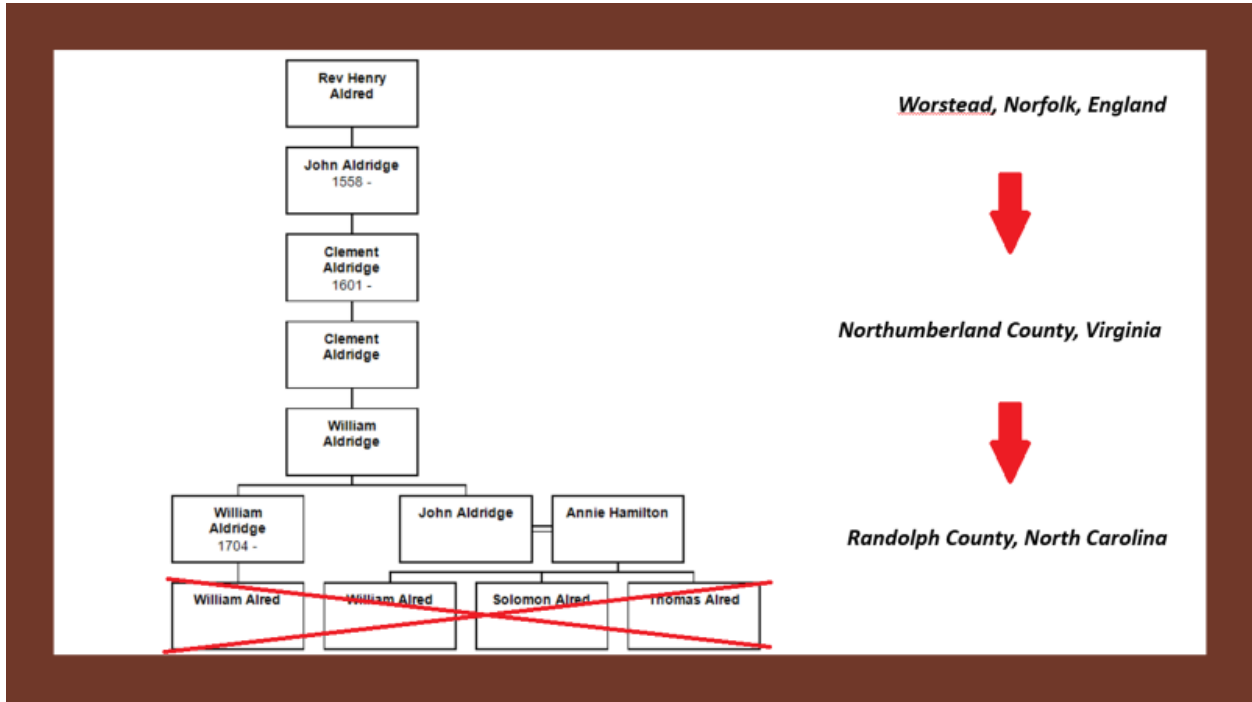 Rev Henry
Aldred
Worstead, Norfolk, England
John Aldridge
1558 -
Clement
Aldridge
1601 -
Clement
Aldridge
Northumberland County, Virginia
William
Aldridge
William
Aldridge
1704 -
John Aldridge
Annie Hamilton
Randolph County, North Carolina
William Alred
William Alred
Solomon Alred
Thomas Alred